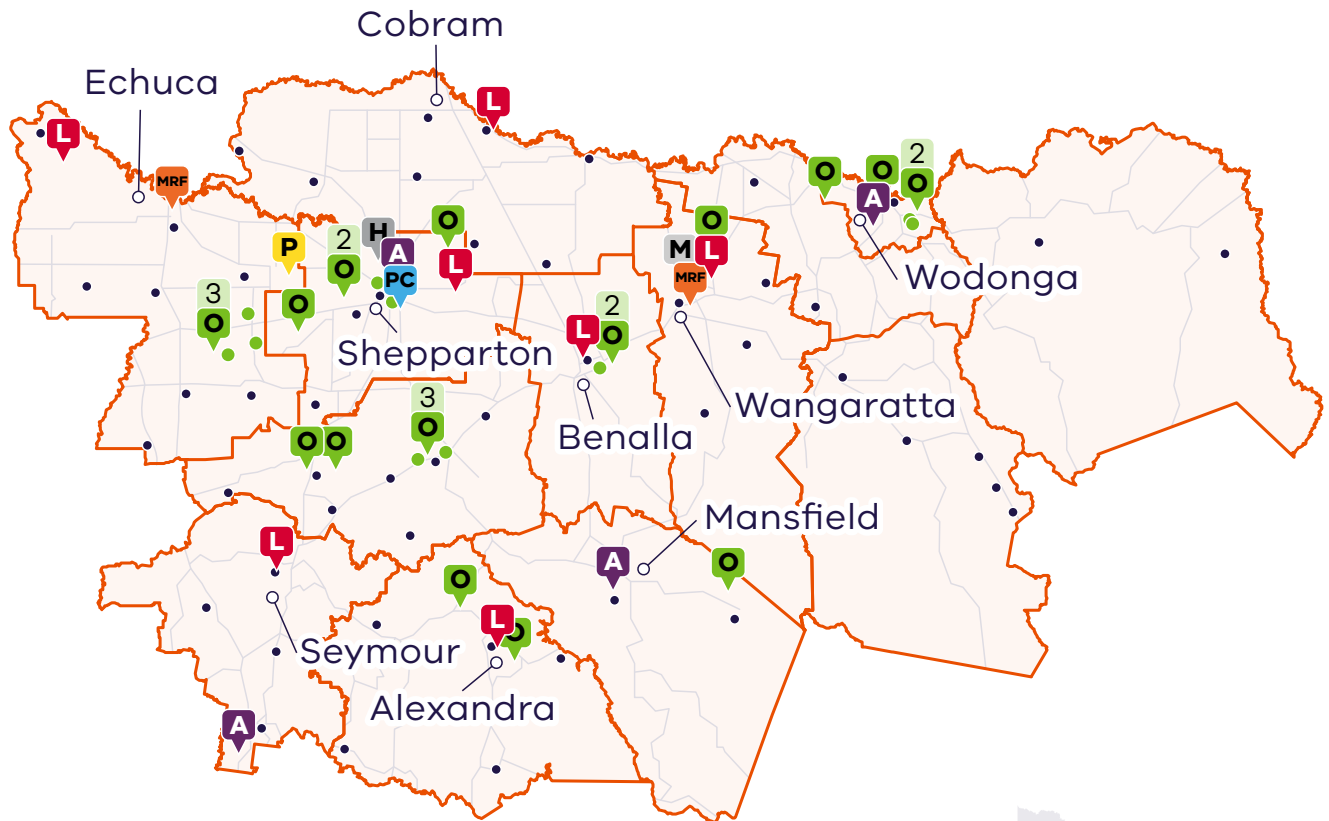 Cobram
Echuca
L
L
2
MRF
O
O
O
A
O
H
O
P
2
A
M
L
O
L
PC
MRF
Wodonga
3
O
2
O
L
O
Shepparton
3
Wangaratta
O
Benalla
O
O
Mansfield
L
A
O
O
L
O
Seymour
Alexandra
A